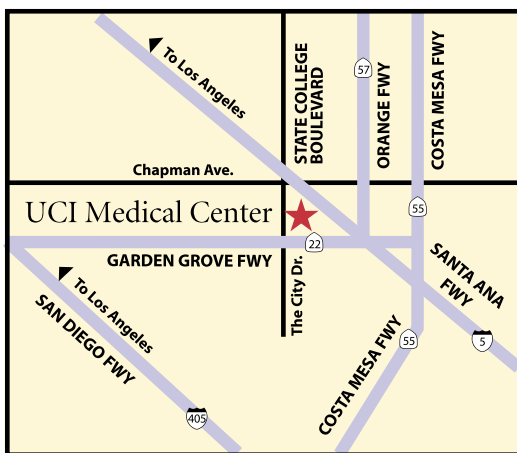 To Los Angeles
STATE COLLEGE
BOULEVARD
57
ORANGE FWY
COSTA MESA FWY
Chapman Ave.
UCI Medical Center
55
22
GARDEN GROVE FWY
The City Dr.
SANTA ANA
FWY
To Los Angeles
SAN DIEGO FWY
COSTA MESA FWY
55
5
405